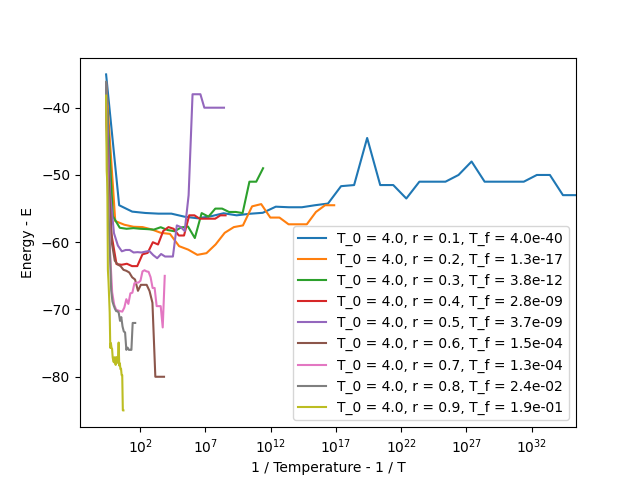 −40
−50
−60
−70
−80
Energy - E
10^2
10^7
10^12
10^17
10^22
10^27
10^32
1 / Temperature - 1 / T
T_0 = 4.0, r = 0.1, T_f = 4.0e-40
T_0 = 4.0, r = 0.2, T_f = 1.3e-17
T_0 = 4.0, r = 0.3, T_f = 3.8e-12
T_0 = 4.0, r = 0.4, T_f = 2.8e-09
T_0 = 4.0, r = 0.5, T_f = 3.7e-09
T_0 = 4.0, r = 0.6, T_f = 1.5e-04
T_0 = 4.0, r = 0.7, T_f = 1.3e-04
T_0 = 4.0, r = 0.8, T_f = 2.4e-02
T_0 = 4.0, r = 0.9, T_f = 1.9e-01